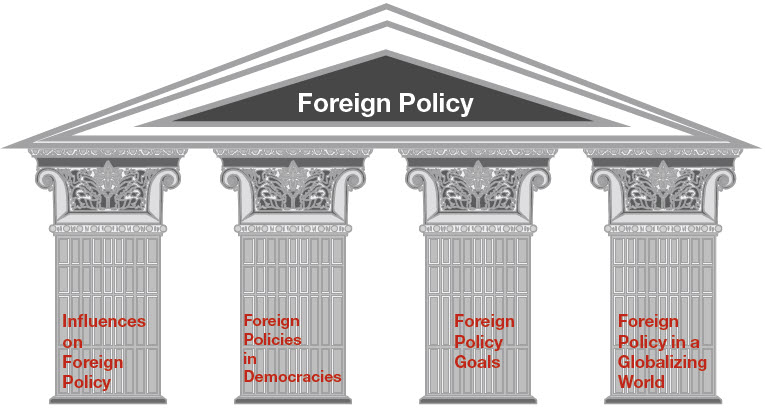 Foreign Policy
Influences
on
Foreign
Policy
Foreign
Policies
in
Democracies
Foreign
Policy
Goals
Foreign
Policy in a
Globalizing
World